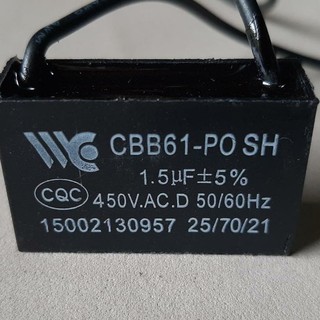 CBB61-PO SH
1.5μF±5%
CQC 450V.AC.D 50/60Hz
15002130957 25/70/21